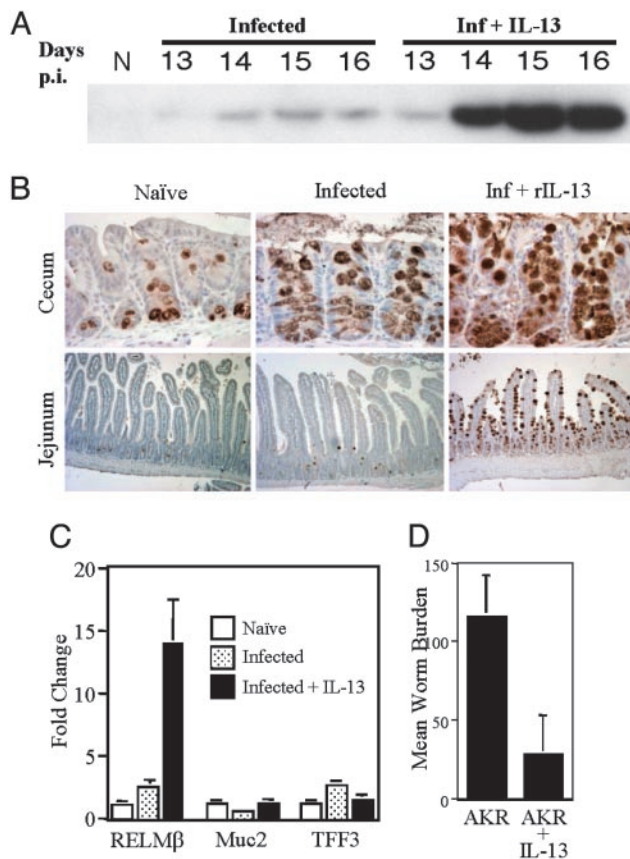 A
Infected
Inf + IL-13
Days
p.i.
N 13 14 15 16 13 14 15 16
B
Naïve
Infected
Inf + rIL-13
Cecum
Jejunum
C
20
15
10
5
0
Fold Change
Naïve
Infected
Infected + IL-13
RELMβ
Muc2
TFF3
D
150
100
50
0
Mean Worm Burden
AKR
AKR
+
IL-13